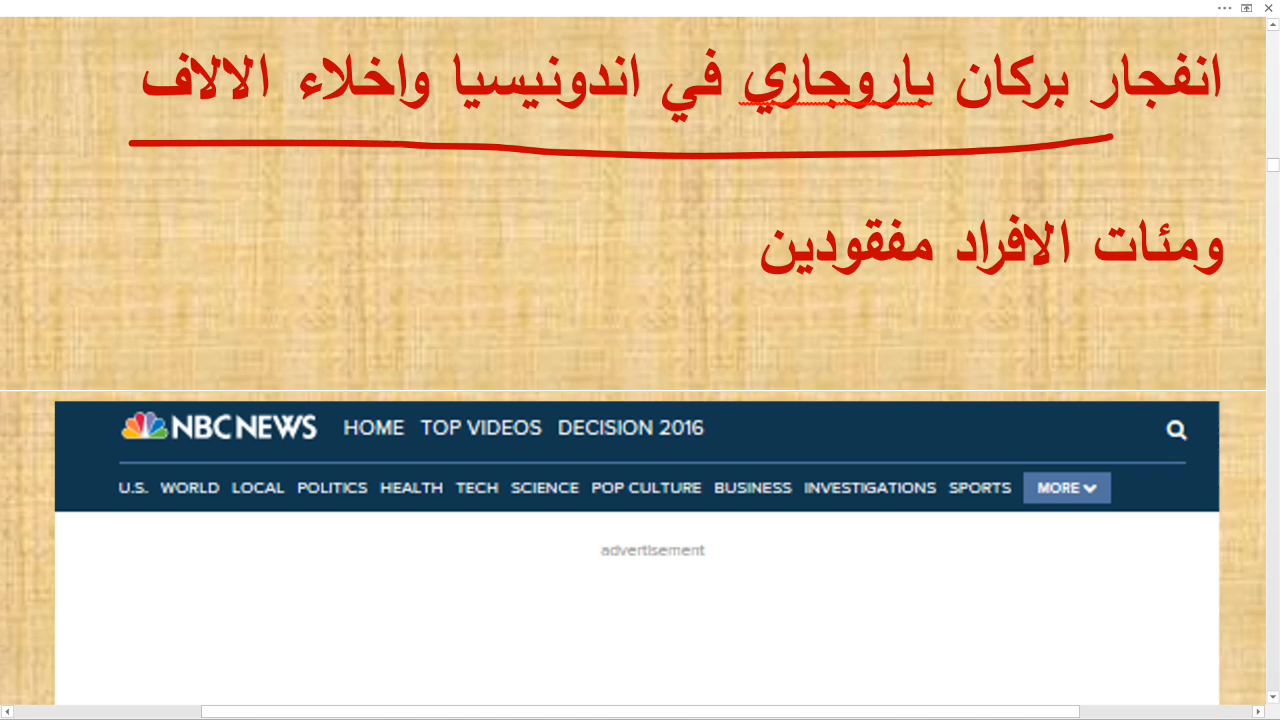 انفجار بركان باروجاري في اندونيسيا واخلاء الالاف
ومئات الافراد مفقودين
NBC NEWS HOME TOP VIDEOS DECISION 2016
U.S. WORLD LOCAL POLITICS HEALTH TECH SCIENCE POP CULTURE BUSINESS INVESTIGATIONS SPORTS MORE
advertisement